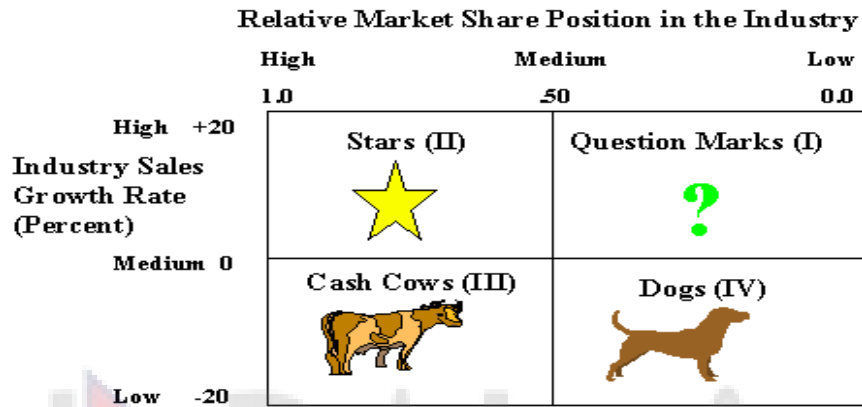 Relative Market Share Position in the Industry
High Medium Low
1.0 .50 0.0
High +20
Stars (II) Question Marks (I)
Industry Sales
Growth Rate
(Percent)
?
Medium 0
Cash Cows (III) Dogs (IV)
Low -20